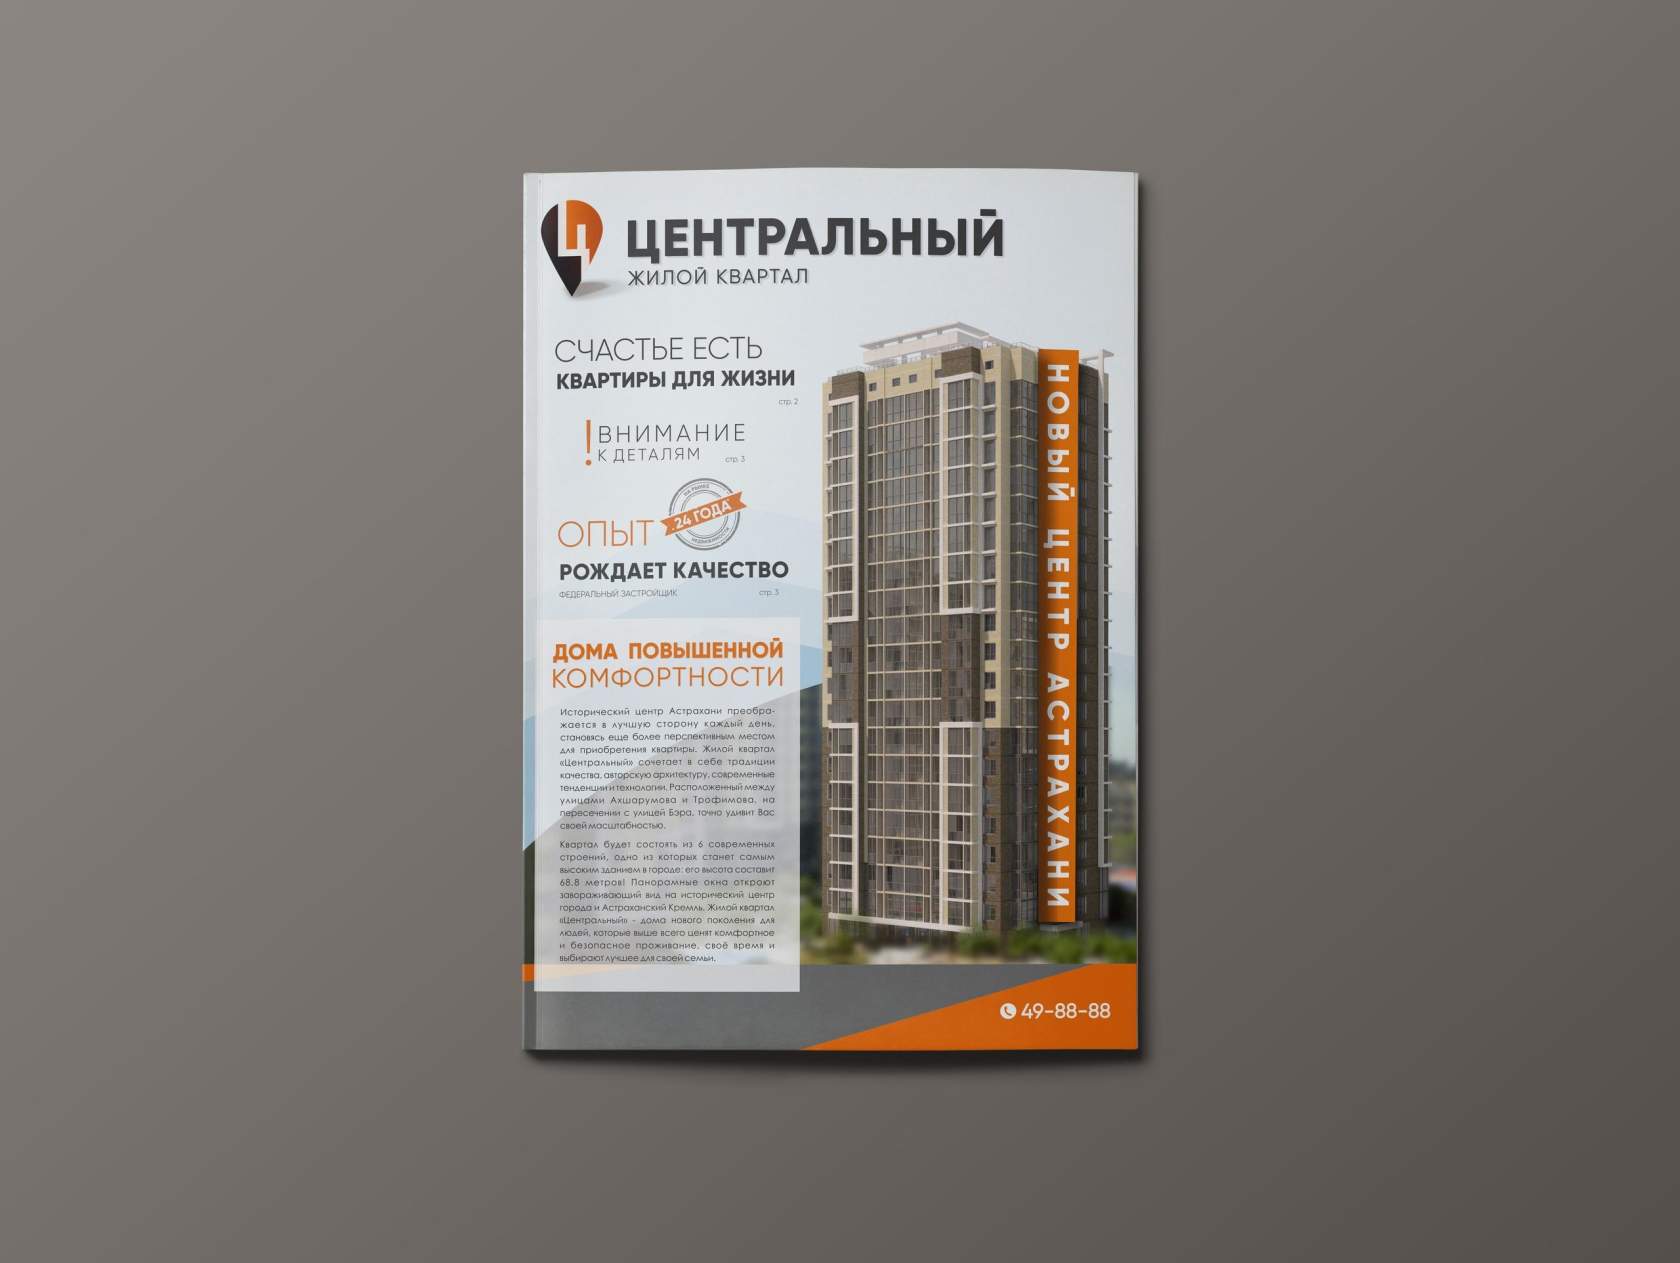 Ц
ЦЕНТРАЛЬНЫЙ
ЖИЛОЙ КВАРТАЛ
СЧАСТЬЕ ЕСТЬ
КВАРТИРЫ ДЛЯ ЖИЗНИ
стр. 2
! ВНИМАНИЕ
К ДЕТАЛЯМ стр. 3
НА РЫНКЕ
24 ГОДА
НЕДВИЖИМОСТИ
ОПЫТ
РОЖДАЕТ КАЧЕСТВО
ФЕДЕРАЛЬНЫЙ ЗАСТРОЙЩИК стр. 3
ДОМА ПОВЫШЕННОЙ
КОМФОРТНОСТИ
Исторический центр Астрахани преобра-
жается в лучшую сторону каждый день,
становясь еще более перспективным местом
для приобретения квартиры. Жилой квартал
«Центральный» сочетает в себе традиции
качества, авторскую архитектуру, современные
тенденции и технологии. Расположенный между
улицами Ахшарумова и Трофимова, на
пересечении с улицей Бэра, точно удивит Вас
своей масштабностью.
Квартал будет состоять из 6 современных
строений, одно из которых станет самым
высоким зданием в городе: его высота составит
68.8 метров! Панорамные окна откроют
завораживающий вид на исторический центр
города и Астраханский Кремль. Жилой квартал
«Центральный» - дома нового поколения для
людей, которые выше всего ценят комфортное
и безопасное проживание, своё время и
выбирают лучшее для своей семьи.
НОВЫЙ ЦЕНТР АСТРАХАНИ
49-88-88